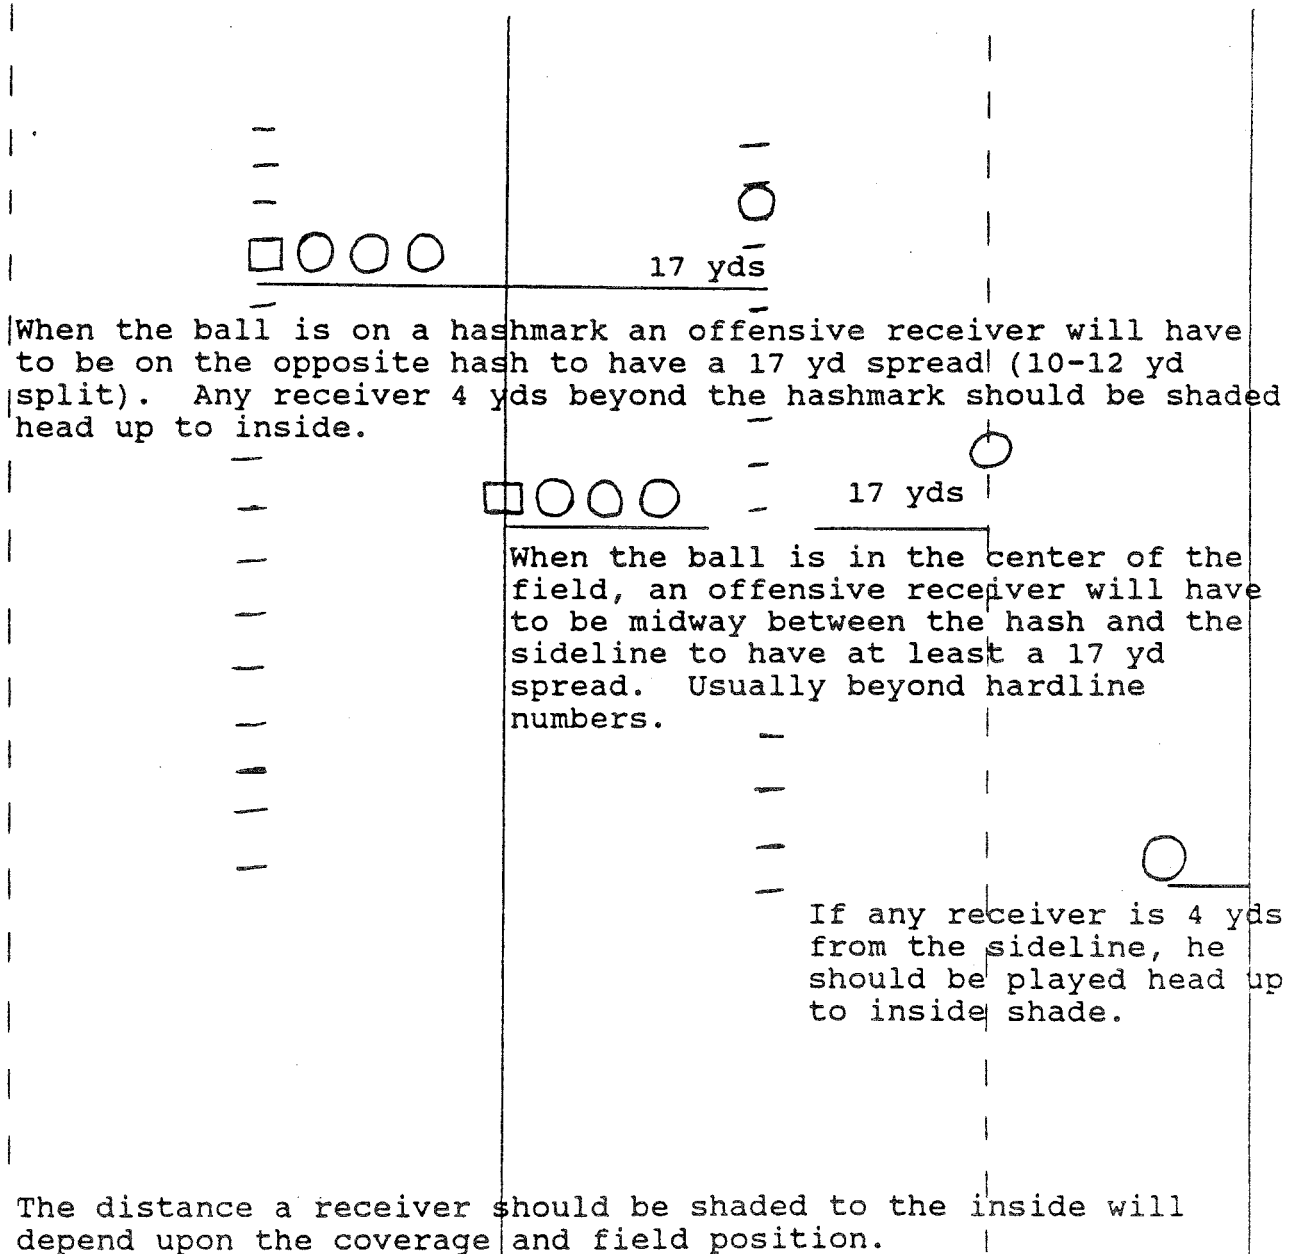 17 yds
When the ball is on a hashmark an offensive receiver will have
to be on the opposite hash to have a 17 yd spread (10-12 yd
split).  Any receiver 4 yds beyond the hashmark should be shaded
head up to inside.
17 yds
When the ball is in the center of the
field, an offensive receiver will have
to be midway between the hash and the
sideline to have at least a 17 yd
spread.  Usually beyond hardline
numbers.
If any receiver is 4 yds
from the sideline, he
should be played head up
to inside shade.
The distance a receiver should be shaded to the inside will
depend upon the coverage and field position.